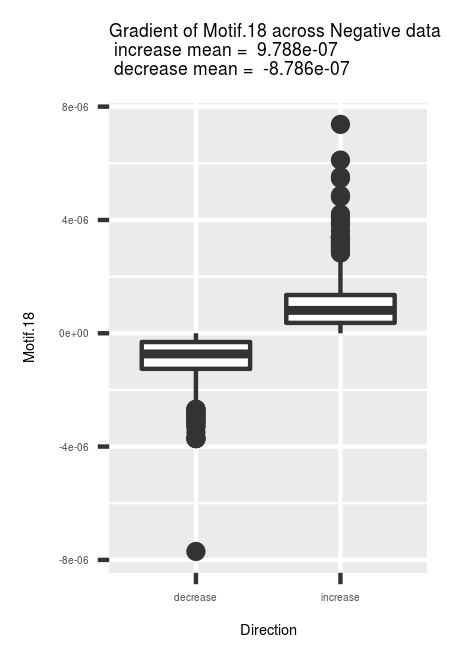 Gradient of Motif.18 across Negative data
increase mean =  9.788e-07
decrease mean =  -8.786e-07
8e-06
4e-06
0e+00
-4e-06
-8e-06
Motif.18
decrease
increase
Direction